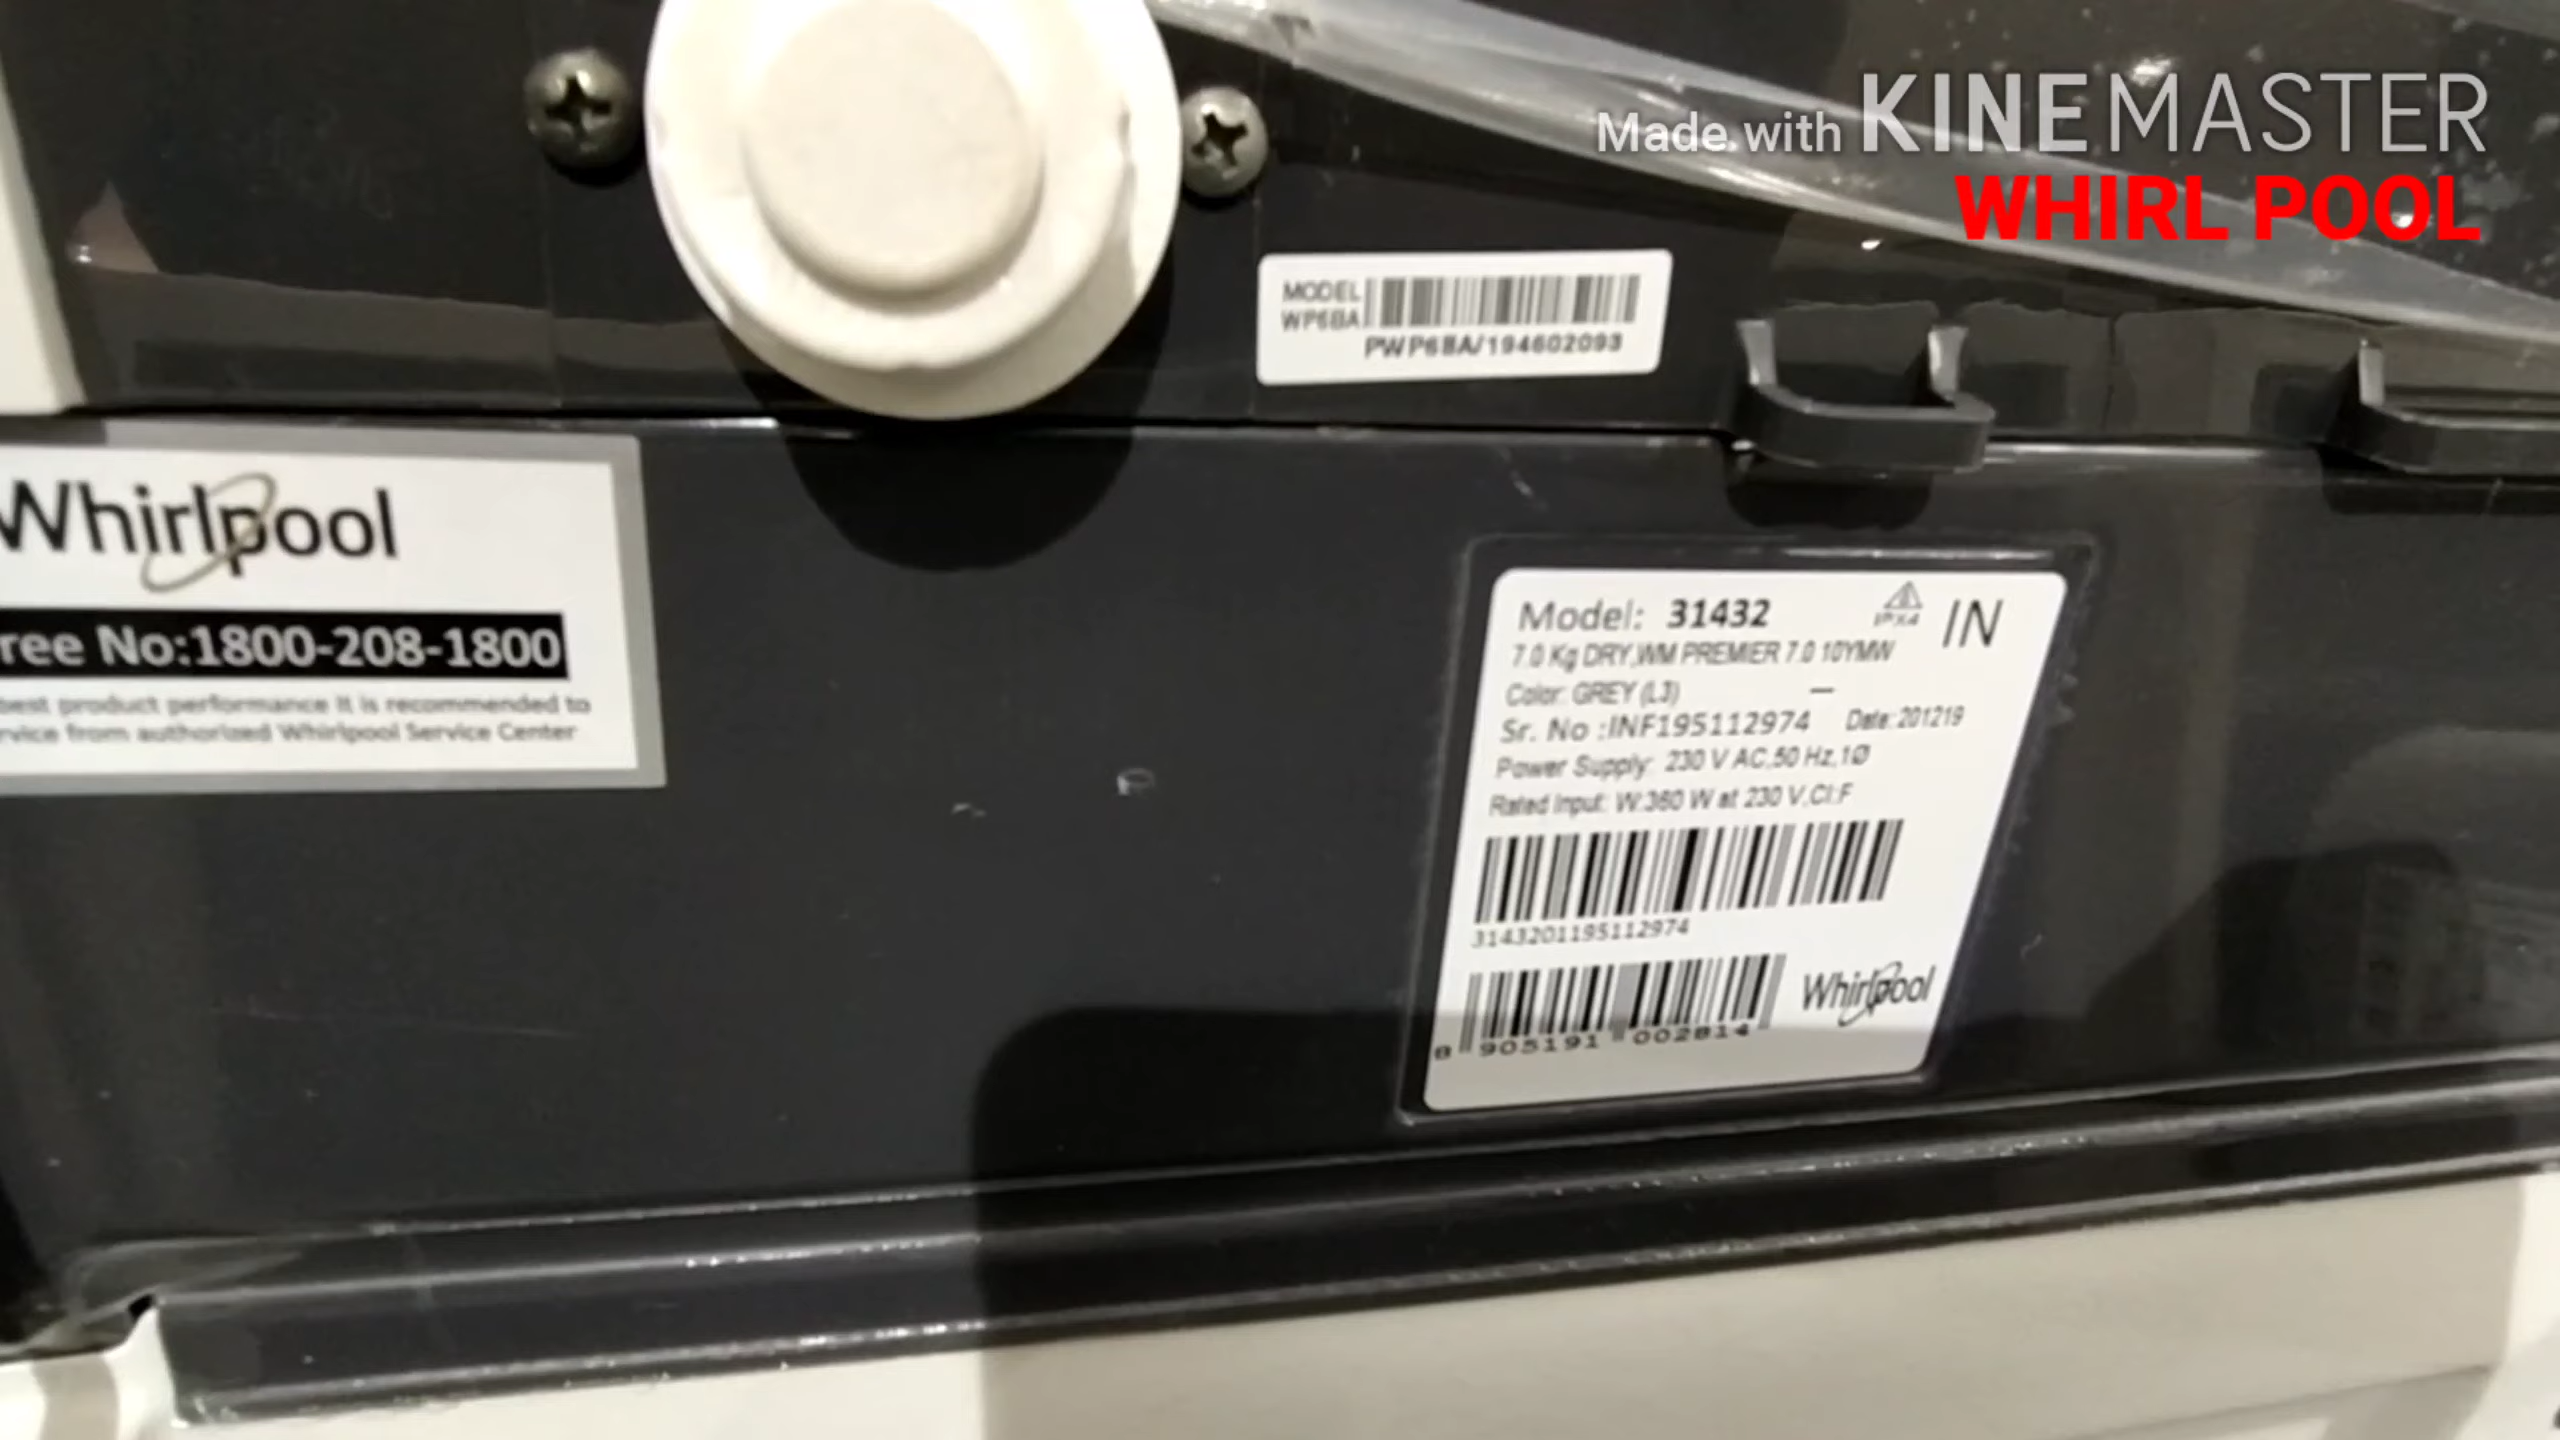 Made with KINEMASTER
WHIRL POOL
MODEL
WP6BA
PWP6BA/194602093
Whirlpool
ree No:1800-208-1800
best product performance it is recommended to
rvice from authorized Whirlpool Service Center
Model: 31432
IPX4 IN
7.0 Kg DRY,WM PREMIER 7.0 10YMW
Color: GREY (L3) —
Sr. No :INF195112974 Date:201219
Power Supply: 230 V AC,50 Hz,1Ø
Rated Input: W:360 W at 230 V,Cl:F
3143201195112974
8 905191 002814
Whirlpool